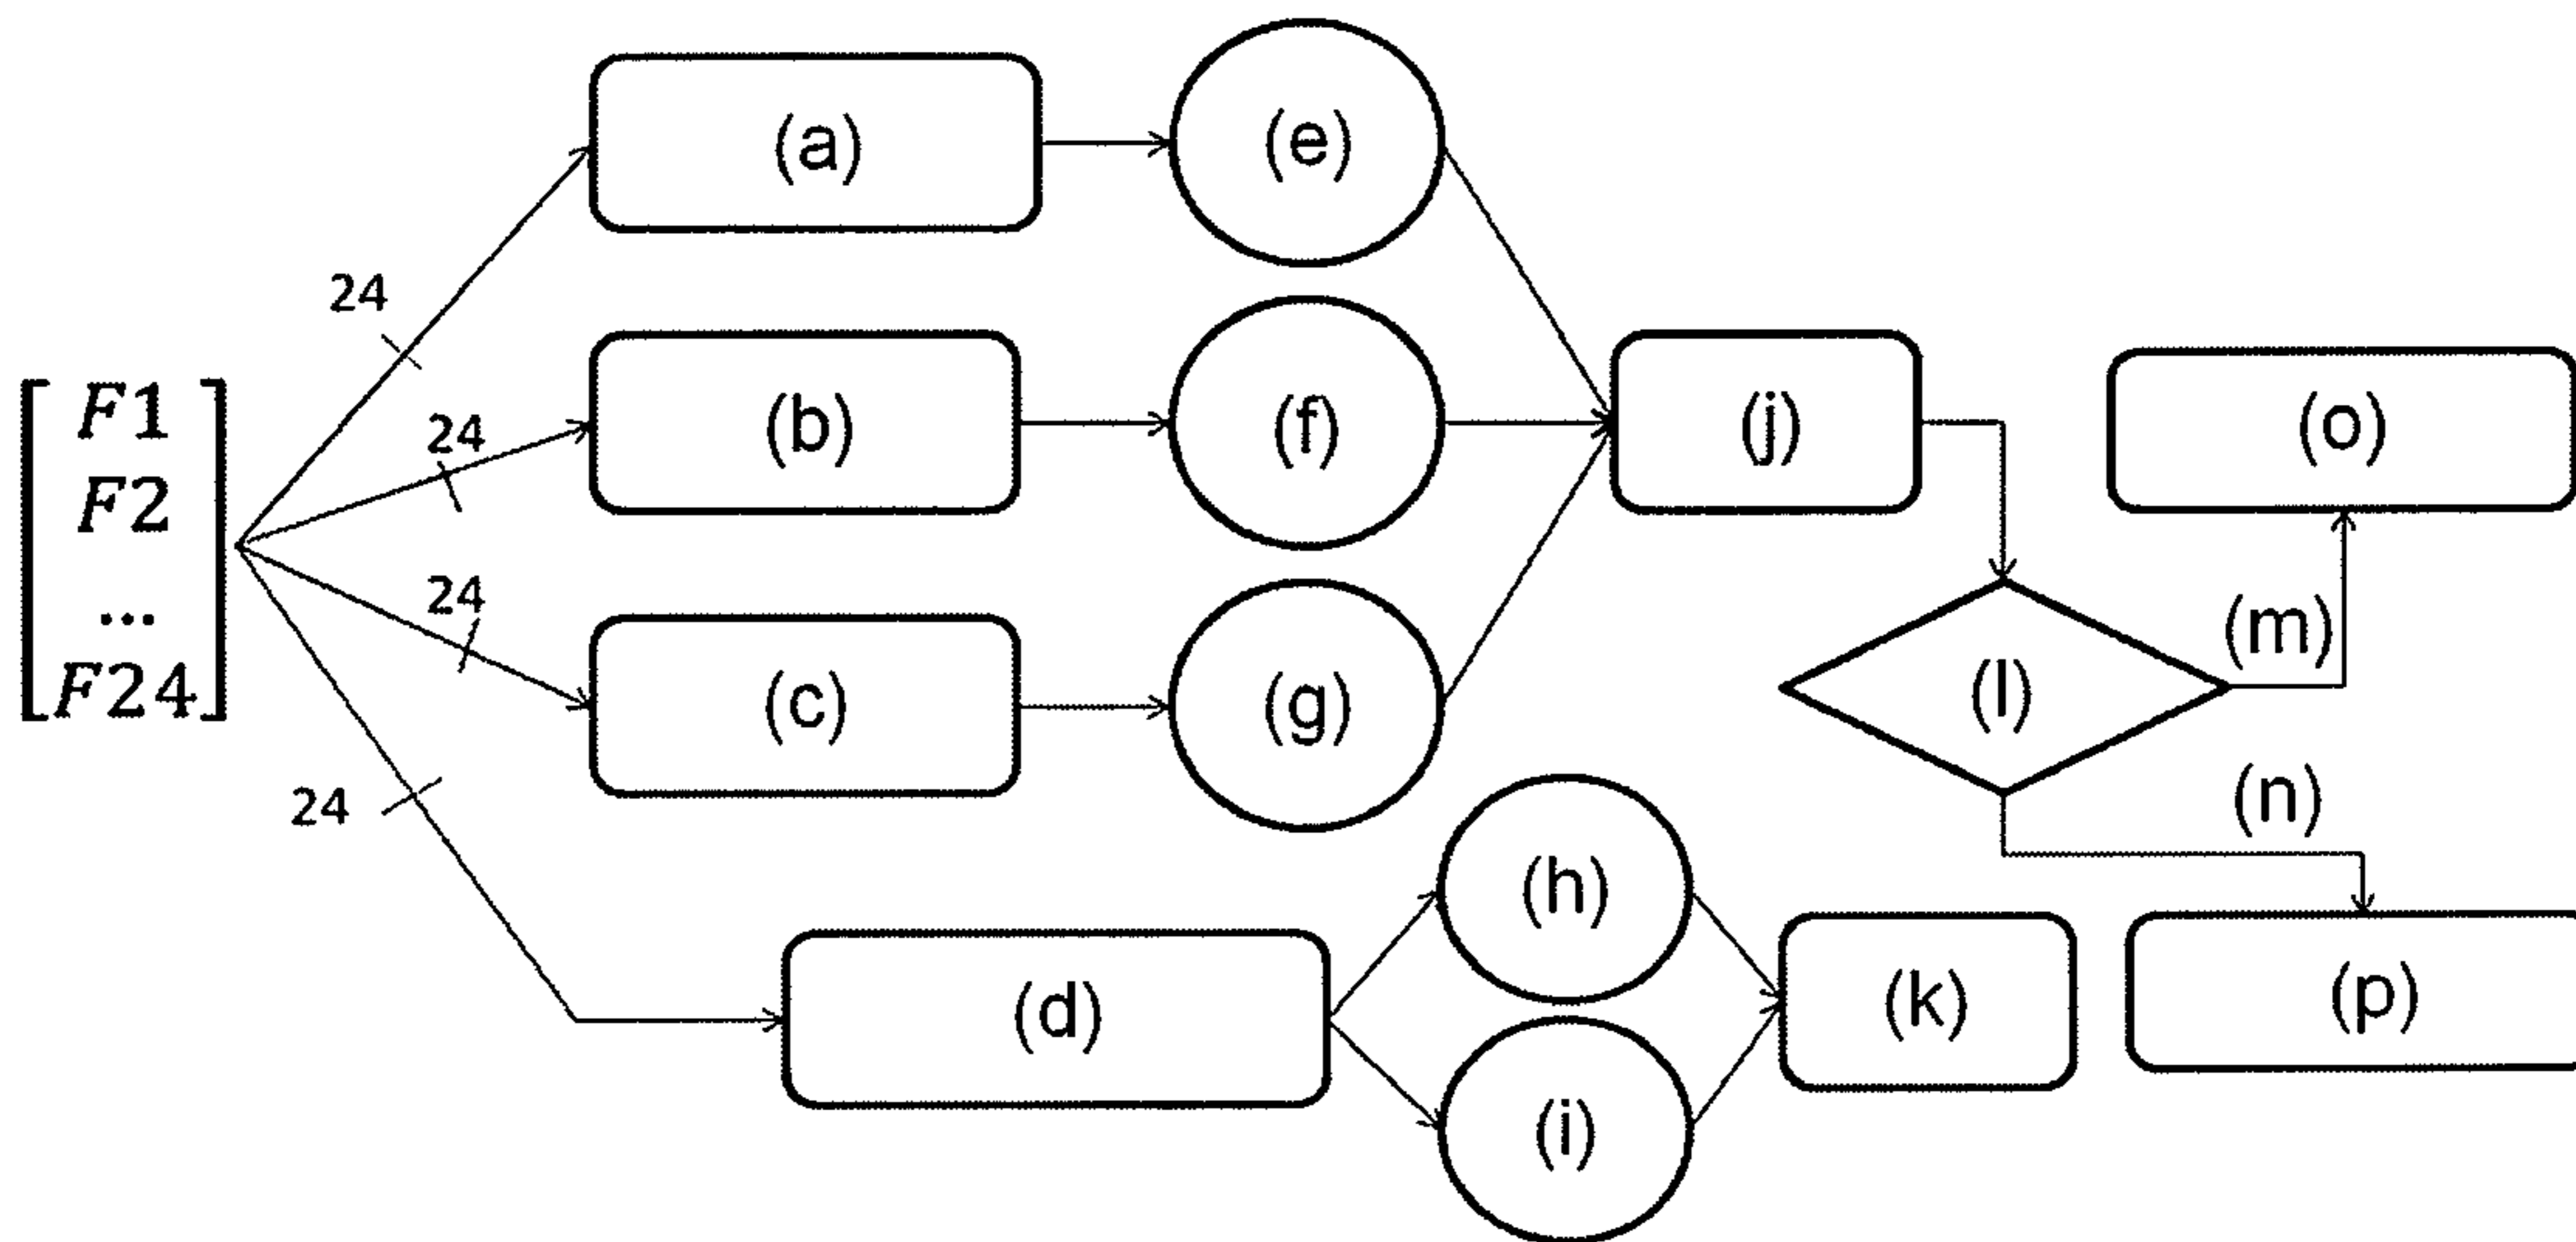 (a)
(e)
24
F1
F2
...
F24
24
(b)
(f)
(j)
(o)
24
(c)
(g)
(l)
(m)
(n)
24
(d)
(h)
(i)
(k)
(p)